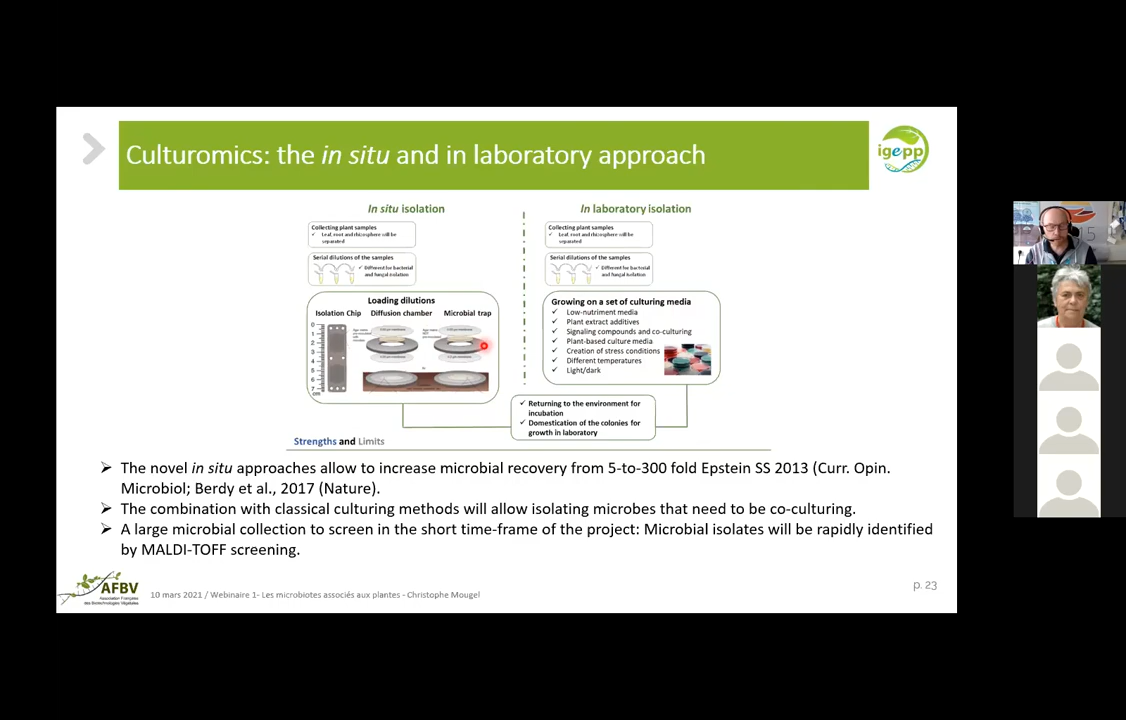 Culturomics: the in situ and in laboratory approach
igepp
In situ isolation
Collecting plant samples
✓ Leaf, root and rhizosphere will be
separated
Serial dilutions of the samples
✓ Different for bacterial
and fungal isolation
Loading dilutions
Isolation Chip Diffusion chamber Microbial trap
0
1
2
3
4
5
6
7
cm
In laboratory isolation
Collecting plant samples
✓ Leaf, root and rhizosphere will be
separated
Serial dilutions of the samples
✓ Different for bacterial
and fungal isolation
Growing on a set of culturing media
✓ Low-nutriment media
✓ Plant extract additives
✓ Signaling compounds and co-culturing
✓ Plant-based culture media
✓ Creation of stress conditions
✓ Different temperatures
✓ Light/dark
✓ Returning to the environment for
incubation
✓ Domestication of the colonies for
growth in laboratory
Strengths and Limits
➢ The novel in situ approaches allow to increase microbial recovery from 5-to-300 fold Epstein SS 2013 (Curr. Opin.
Microbiol; Berdy et al., 2017 (Nature).
➢ The combination with classical culturing methods will allow isolating microbes that need to be co-culturing.
➢ A large microbial collection to screen in the short time-frame of the project: Microbial isolates will be rapidly identified
by MALDI-TOFF screening.
AFBV
Association Française
des Biotechnologies Végétales
10 mars 2021 / Webinaire 1- Les microbiotes associés aux plantes - Christophe Mougel
p. 23